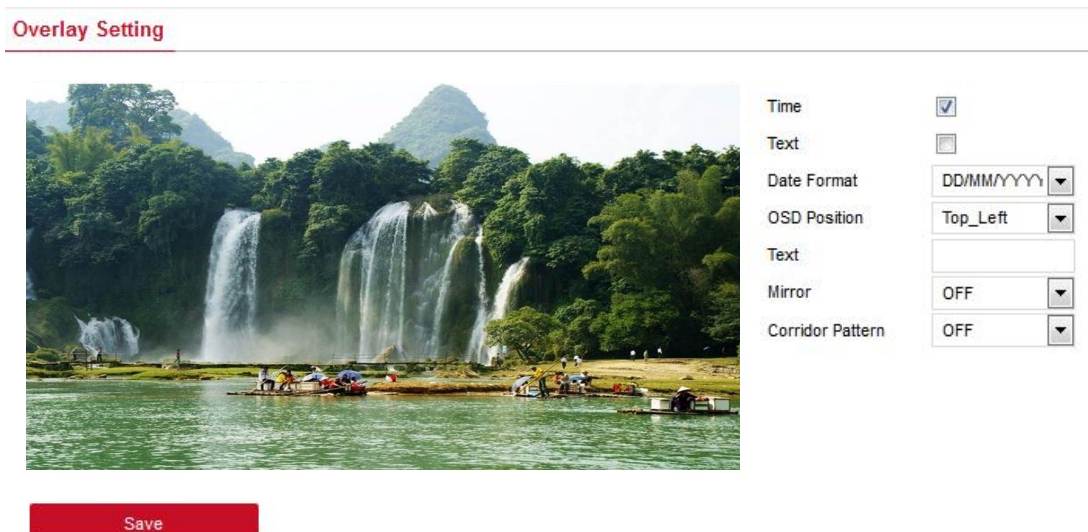 Overlay Setting
Time
Text
Date Format DD/MM/YYYY
OSD Position Top_Left
Text
Mirror OFF
Corridor Pattern OFF
Save